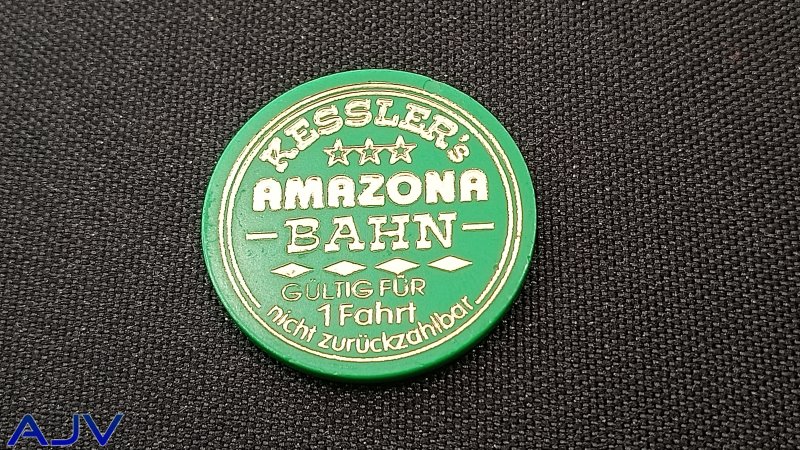 KESSLER's
AMAZONA
BAHN
GÜLTIG FÜR
1 Fahrt
nicht zurückzahlbar
AJV